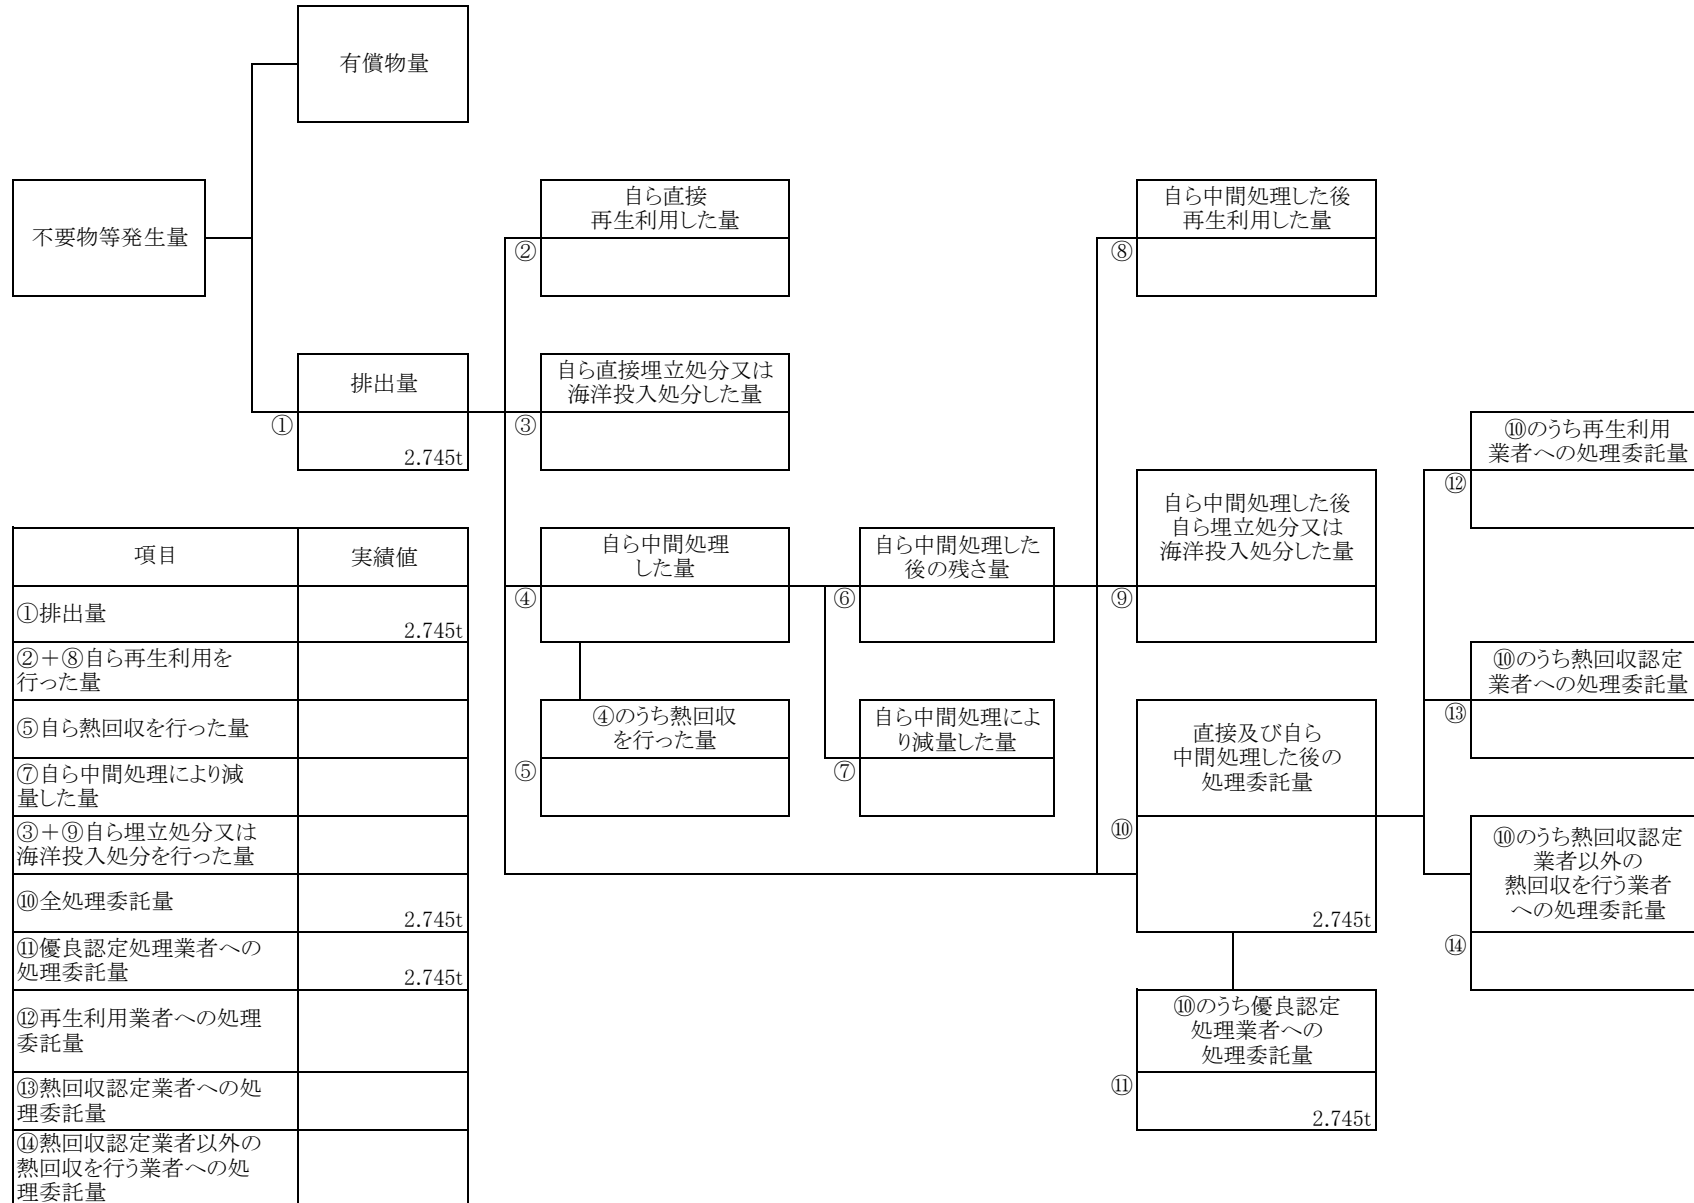 有償物量
不要物等発生量
排出量
①
2.745t
自ら直接
再生利用した量
②
自ら直接埋立処分又は
海洋投入処分した量
③
自ら中間処理
した量
④
④のうち熱回収
を行った量
⑤
自ら中間処理した
後の残さ量
⑥
自ら中間処理によ
り減量した量
⑦
自ら中間処理した後
再生利用した量
⑧
自ら中間処理した後
自ら埋立処分又は
海洋投入処分した量
⑨
直接及び自ら
中間処理した後の
処理委託量
⑩
2.745t
⑩のうち優良認定
処理業者への
処理委託量
⑪
2.745t
⑩のうち再生利用
業者への処理委託量
⑫
⑩のうち熱回収認定
業者への処理委託量
⑬
⑩のうち熱回収認定
業者以外の
熱回収を行う業者
への処理委託量
⑭
項目 実績値
①排出量 2.745t
②+⑧自ら再生利用を
行った量
⑤自ら熱回収を行った量
⑦自ら中間処理により減
量した量
③+⑨自ら埋立処分又は
海洋投入処分を行った量
⑩全処理委託量 2.745t
⑪優良認定処理業者への
処理委託量 2.745t
⑫再生利用業者への処理
委託量
⑬熱回収認定業者への処
理委託量
⑭熱回収認定業者以外の
熱回収を行う業者への処
理委託量